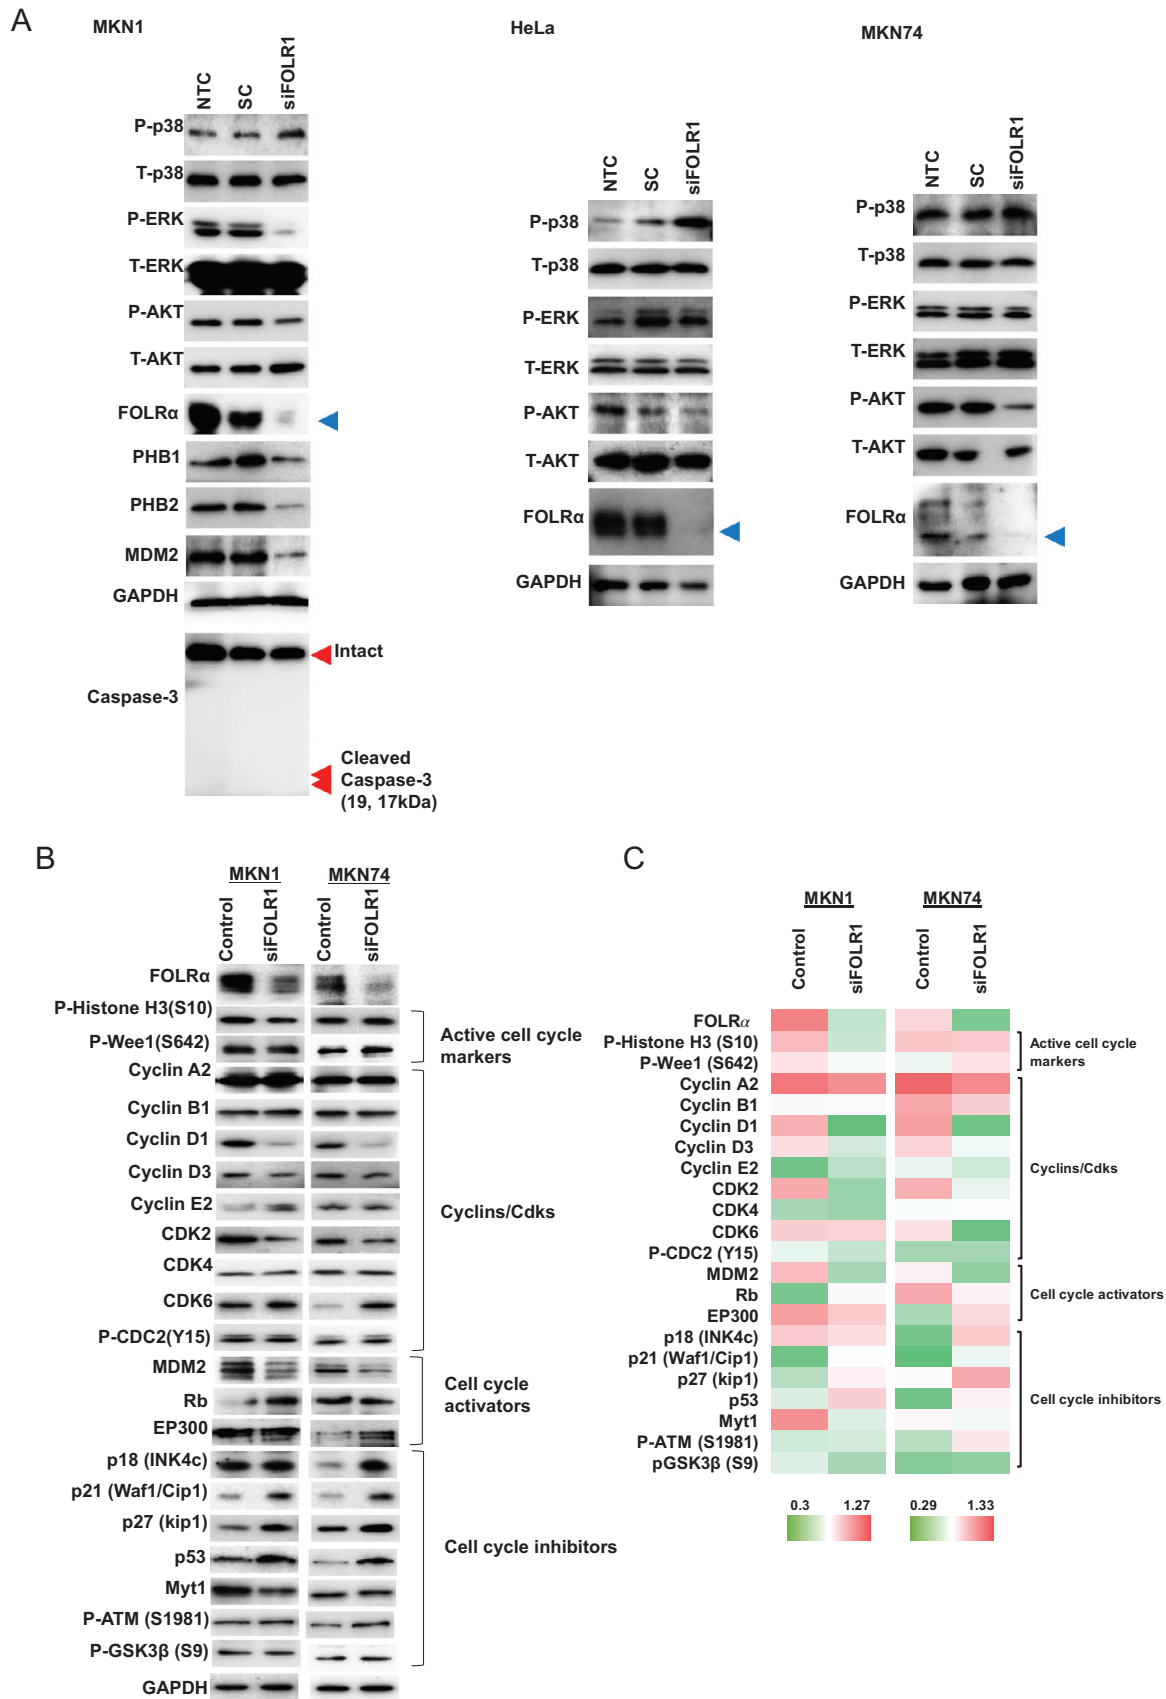 A
MKN1
HeLa
MKN74
NTC
SC
siFOLR1
P-p38
T-p38
P-ERK
T-ERK
P-AKT
T-AKT
FOLRα
PHB1
PHB2
MDM2
GAPDH
Caspase-3
Intact
Cleaved
Caspase-3
(19, 17kDa)
NTC
SC
siFOLR1
P-p38
T-p38
P-ERK
T-ERK
P-AKT
T-AKT
FOLRα
GAPDH
NTC
SC
siFOLR1
P-p38
T-p38
P-ERK
T-ERK
P-AKT
T-AKT
FOLRα
GAPDH
B
MKN1
MKN74
Control
siFOLR1
Control
siFOLR1
FOLRα
P-Histone H3(S10)
P-Wee1(S642)
Cyclin A2
Cyclin B1
Cyclin D1
Cyclin D3
Cyclin E2
CDK2
CDK4
CDK6
P-CDC2(Y15)
MDM2
Rb
EP300
p18 (INK4c)
p21 (Waf1/Cip1)
p27 (kip1)
p53
Myt1
P-ATM (S1981)
P-GSK3β (S9)
GAPDH
Active cell cycle
markers
Cyclins/Cdks
Cell cycle
activators
Cell cycle inhibitors
C
MKN1
MKN74
Control
siFOLR1
Control
siFOLR1
FOLRα
P-Histone H3 (S10)
P-Wee1 (S642)
Cyclin A2
Cyclin B1
Cyclin D1
Cyclin D3
Cyclin E2
CDK2
CDK4
CDK6
P-CDC2 (Y15)
MDM2
Rb
EP300
p18 (INK4c)
p21 (Waf1/Cip1)
p27 (kip1)
p53
Myt1
P-ATM (S1981)
pGSK3β (S9)
Active cell cycle
markers
Cyclins/Cdks
Cell cycle activators
Cell cycle inhibitors
0.3 1.27
0.29 1.33